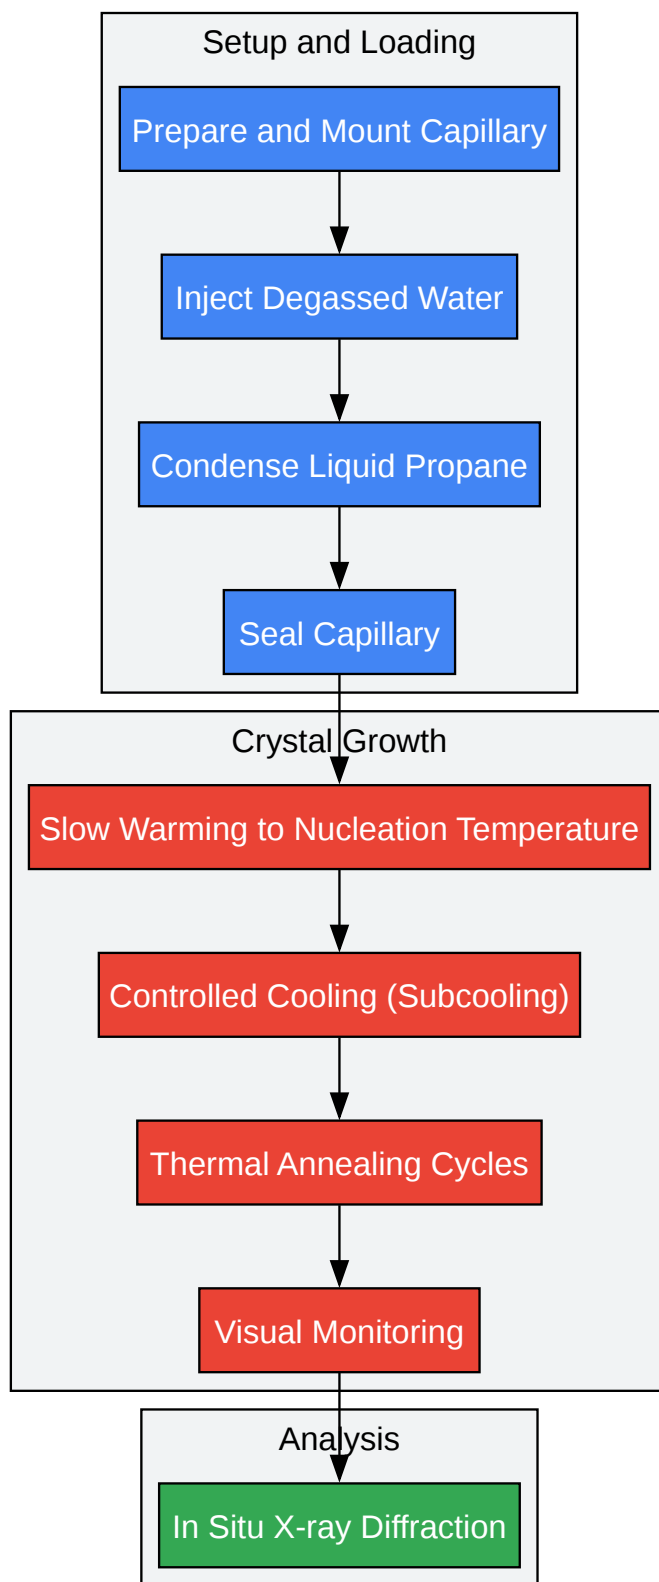 Setup and Loading
Prepare and Mount Capillary
Inject Degassed Water
Condense Liquid Propane
Seal Capillary
Crystal Growth
Slow Warming to Nucleation Temperature
Controlled Cooling (Subcooling)
Thermal Annealing Cycles
Visual Monitoring
Analysis
In Situ X-ray Diffraction